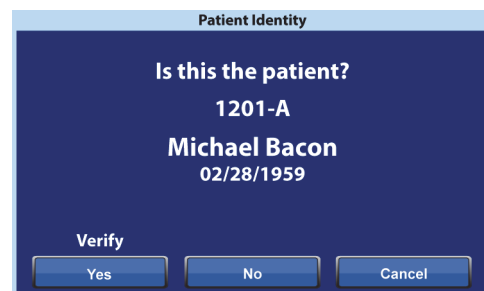 Patient Identity
Is this the patient?
1201-A
Michael Bacon
02/28/1959
Verify
Yes No Cancel